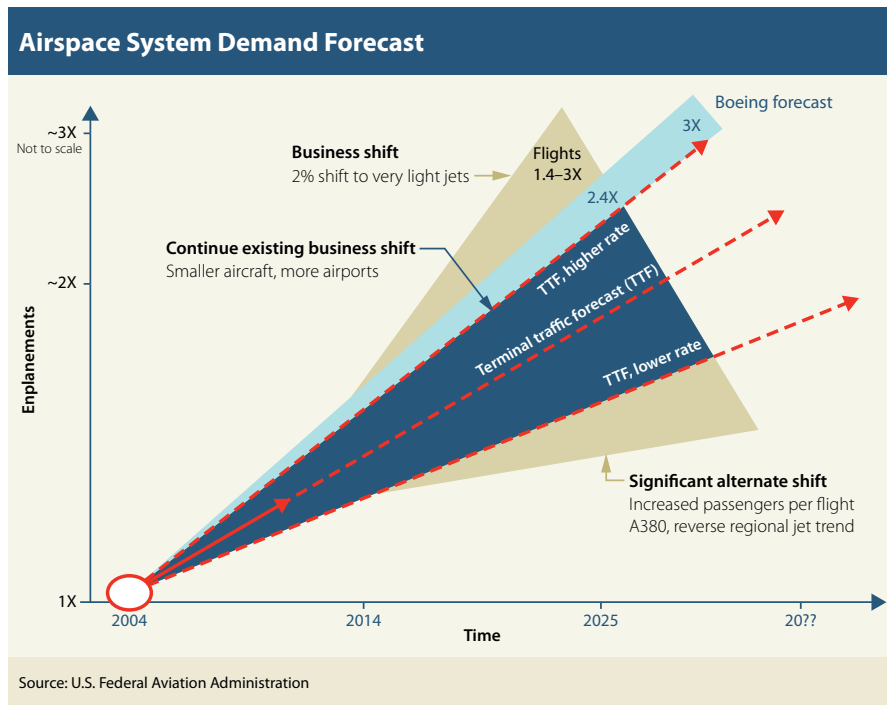 Airspace System Demand Forecast
Boeing forecast
3X
~3X
Not to scale
Business shift
2% shift to very light jets
Flights
1.4–3X
2.4X
Continue existing business shift
Smaller aircraft, more airports
TTF, higher rate
~2X
Terminal traffic forecast (TTF)
TTF, lower rate
Enplanements
Significant alternate shift
Increased passengers per flight
A380, reverse regional jet trend
1X
2004
2014
2025
20??
Time
Source: U.S. Federal Aviation Administration